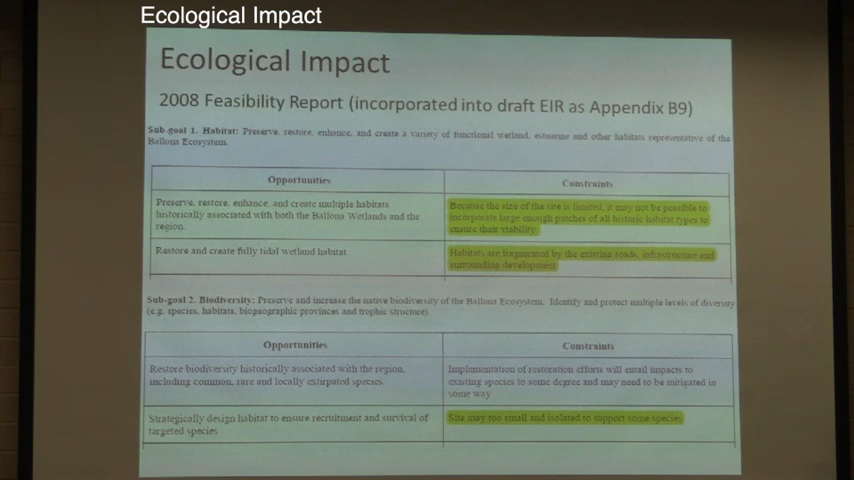 Ecological Impact
Ecological Impact
2008 Feasibility Report (incorporated into draft EIR as Appendix B9)
Sub-goal 1. Habitat: Preserve, restore, enhance, and create a variety of functional wetland, estuarine and other habitats representative of the
Ballona Ecosystem.
Opportunities
Constraints
Preserve, restore, enhance, and create multiple habitats
historically associated with both the Ballona Wetlands and the
region.
Because the size of the site is limited, it may not be possible to
incorporate large enough patches of all historic habitat types to
ensure their viability.
Restore and create fully tidal wetland habitat
Habitats are fragmented by the existing roads, infrastructure and
surrounding development
Sub-goal 2. Biodiversity: Preserve and increase the native biodiversity of the Ballona Ecosystem. Identify and protect multiple levels of diversity
(e.g. species, habitats, biogeographic provinces and trophic structure).
Opportunities
Constraints
Restore biodiversity historically associated with the region,
including common, rare and locally extirpated species.
Implementation of restoration efforts will entail impacts to
existing species to some degree and may need to be mitigated in
some way
Strategically design habitat to ensure recruitment and survival of
targeted species
Site may too small and isolated to support some species